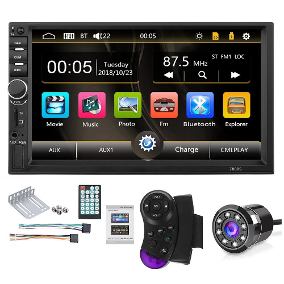 BT 22 00:05
00:05
Tuesday
2018/10/23
ST FM1 LOC
87.5 MHz
Movie Music Photo Fm Bluetooth Explorer
AUX AUX1 Charge CMLPLAY